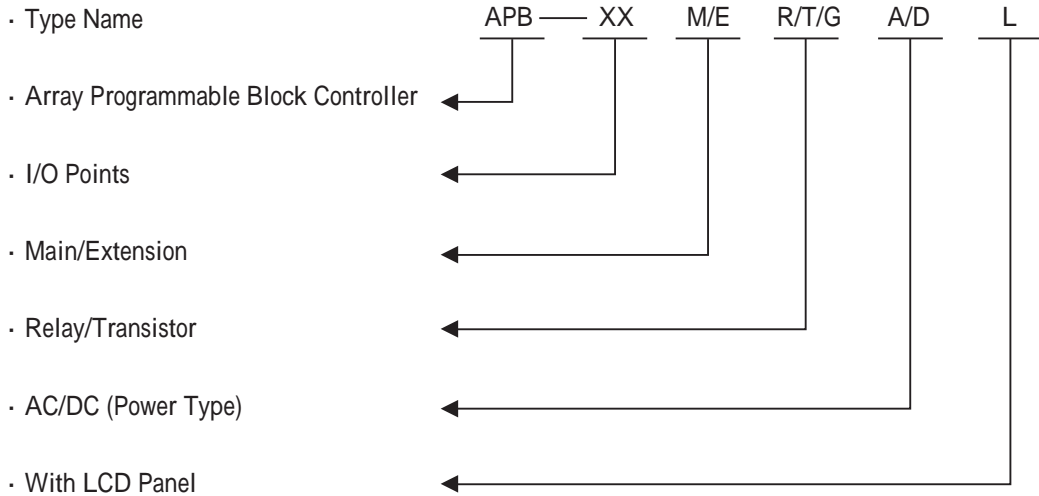 · Type Name APB — XX M/E R/T/G A/D L
· Array Programmable Block Controller
· I/O Points
· Main/Extension
· Relay/Transistor
· AC/DC (Power Type)
· With LCD Panel